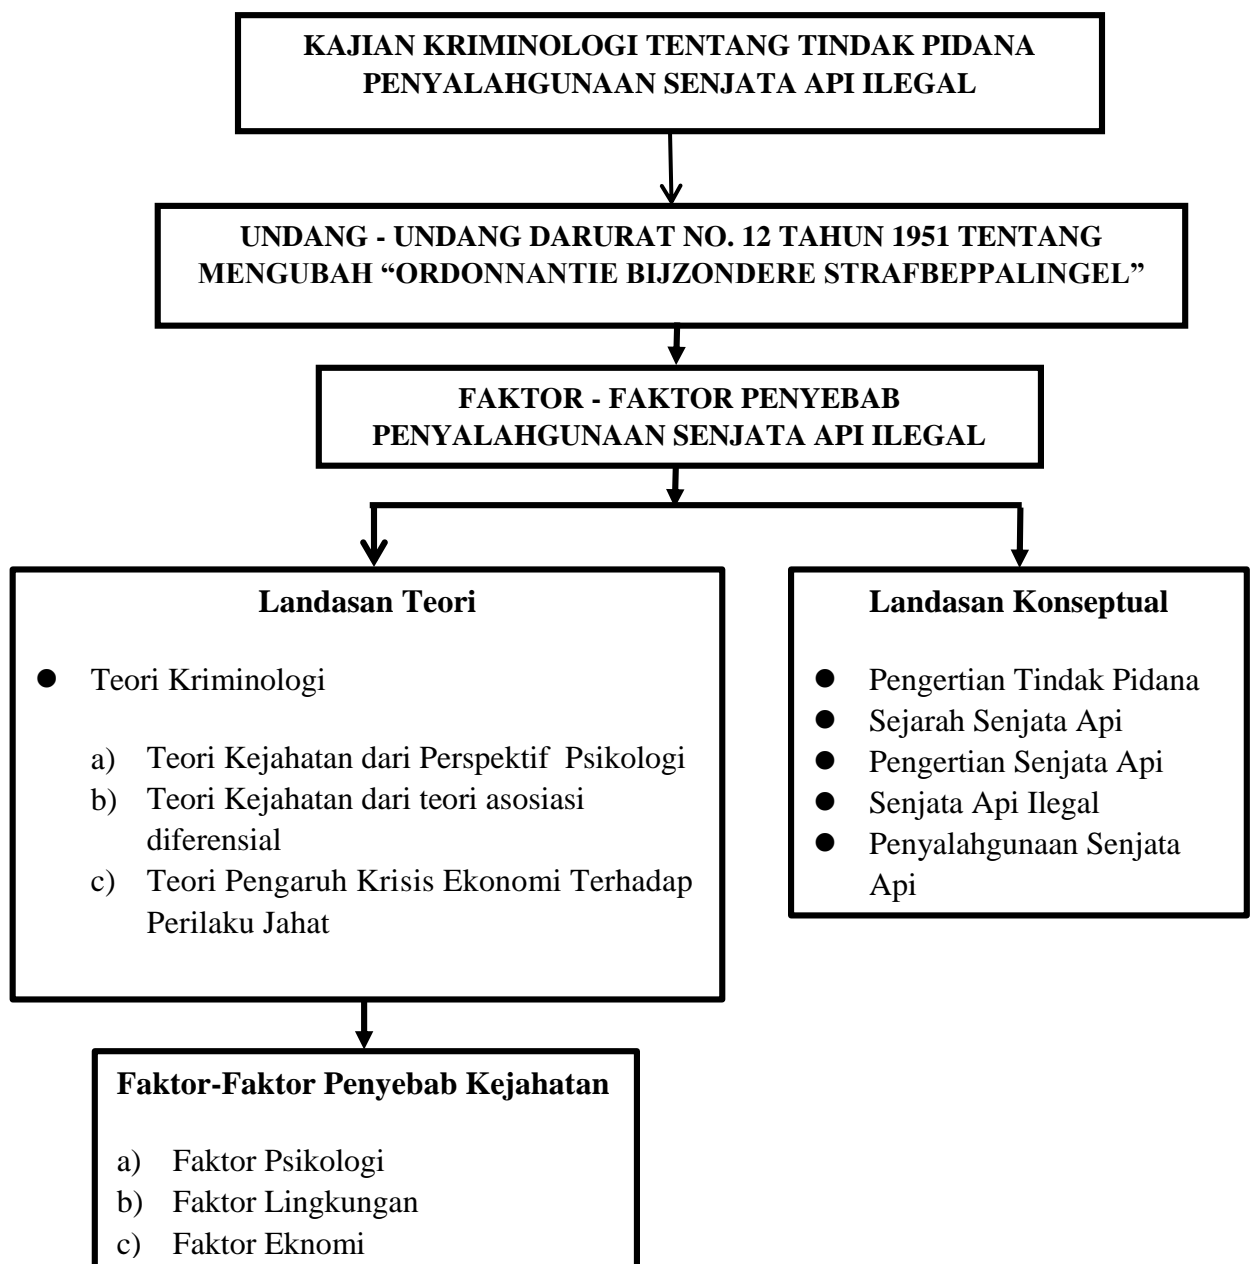 KAJIAN KRIMINOLOGI TENTANG TINDAK PIDANA
PENYALAHGUNAAN SENJATA API ILEGAL
UNDANG - UNDANG DARURAT NO. 12 TAHUN 1951 TENTANG
MENGUBAH “ORDONNANTIE BIJZONDERE STRAFBEPPALINGEL”
FAKTOR - FAKTOR PENYEBAB
PENYALAHGUNAAN SENJATA API ILEGAL
Landasan Teori
● Teori Kriminologi
a) Teori Kejahatan dari Perspektif Psikologi
b) Teori Kejahatan dari teori asosiasi
diferensial
c) Teori Pengaruh Krisis Ekonomi Terhadap
Perilaku Jahat
Landasan Konseptual
● Pengertian Tindak Pidana
● Sejarah Senjata Api
● Pengertian Senjata Api
● Senjata Api Ilegal
● Penyalahgunaan Senjata
Api
Faktor-Faktor Penyebab Kejahatan
a) Faktor Psikologi
b) Faktor Lingkungan
c) Faktor Eknomi